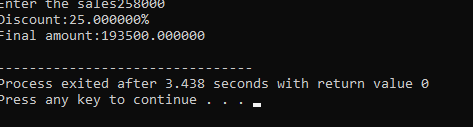 Enter the sales258000
Discount:25.000000%
Final amount:193500.000000
--------------------------------
Process exited after 3.438 seconds with return value 0
Press any key to continue . . .